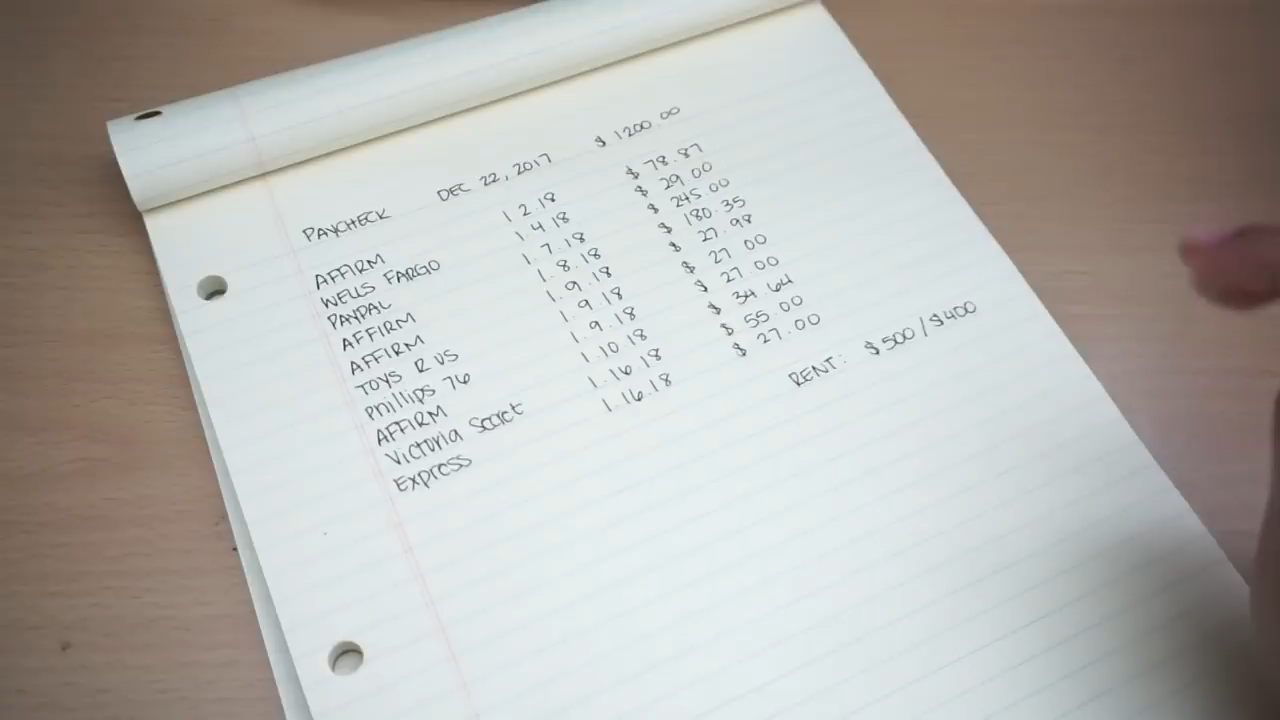 PAYCHECK DEC 22, 2017 $ 1200.00
AFFIRM 1 2.18 $ 78.87
WELLS FARGO 1.4 18 $ 29.00
PAYPAL 1.7.18 $ 245.00
AFFIRM 1.8.18 $ 180.35
AFFIRM 1.9.18 $ 27.98
TOYS R US 1.9 18 $ 27 00
Phillips 76 1.9.18 $ 27.00
AFFIRM 1.10 18 $ 34.64
Victoria Secret 1.16 18 $ 55.00
Express 1.16.18 $ 27.00
RENT: $500/$400